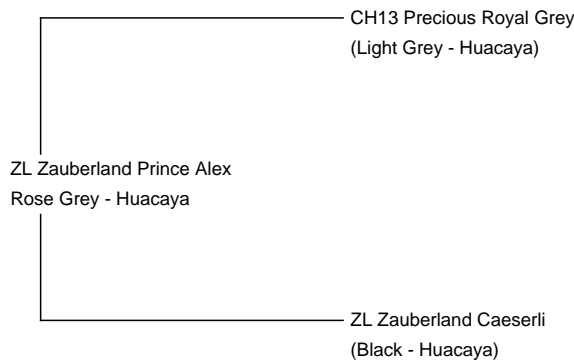 CH13 Precious Royal Grey
(Light Grey - Huacaya)
ZL Zauberland Prince Alex
Rose Grey - Huacaya
ZL Zauberland Caeserli
(Black - Huacaya)